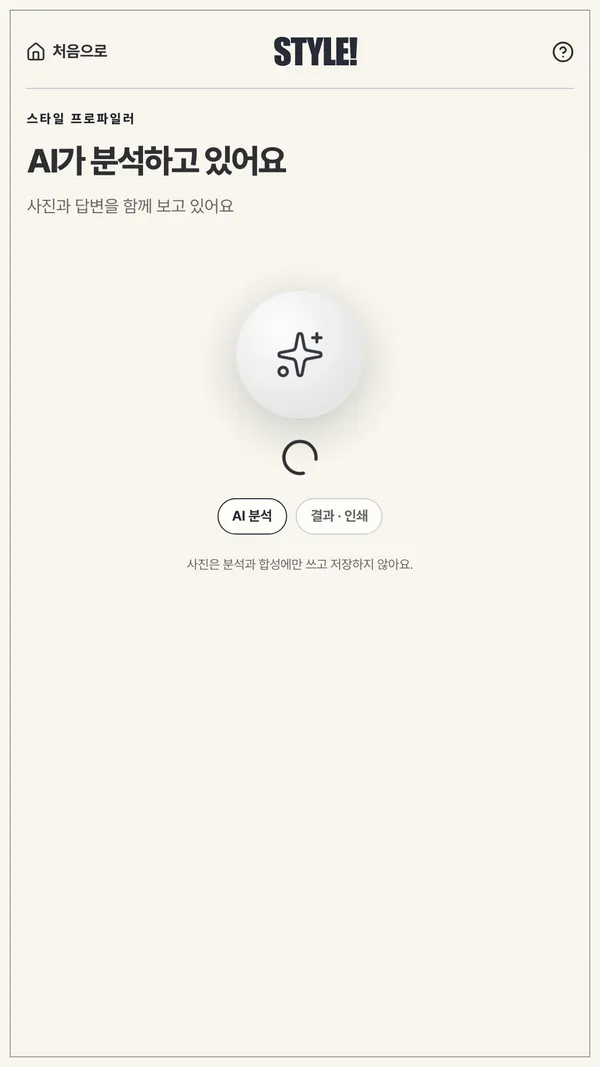 처음으로
STYLE!
스타일 프로파일러
AI가 분석하고 있어요
사진과 답변을 함께 보고 있어요
AI 분석
결과 · 인쇄
사진은 분석과 합성에만 쓰고 저장하지 않아요.